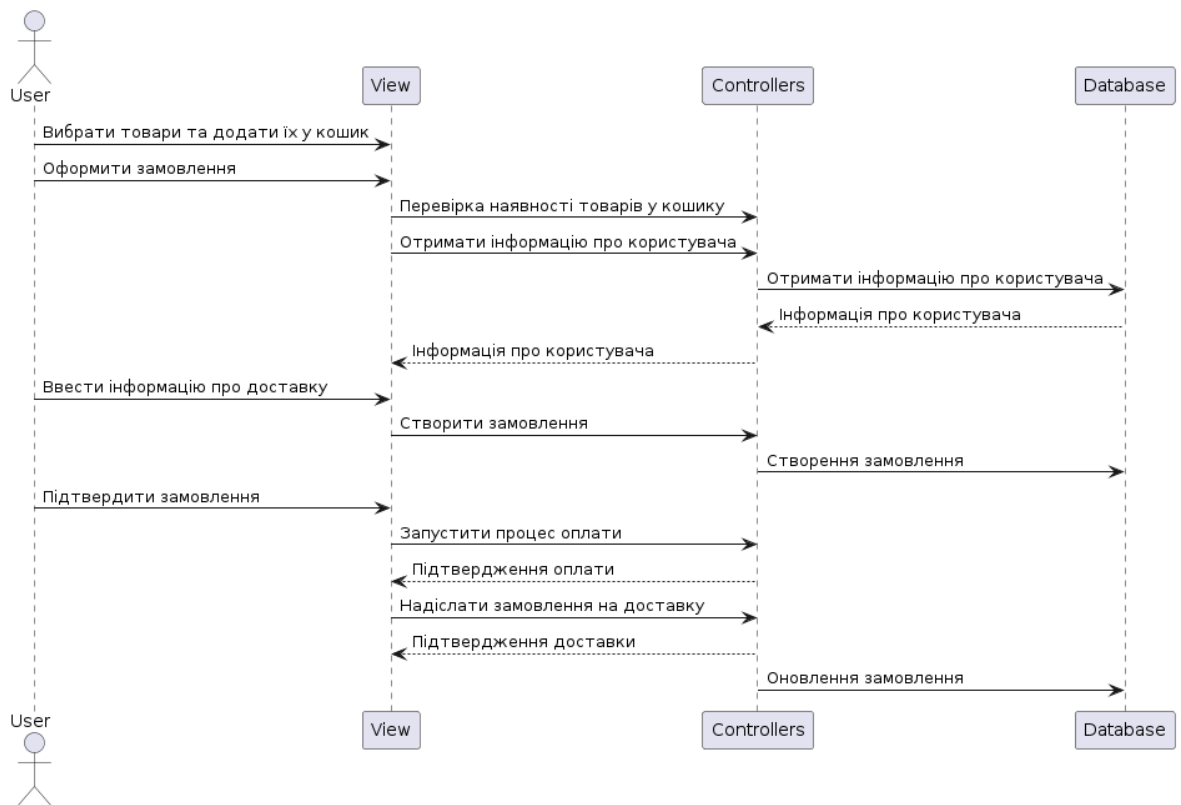 User
View
Controllers
Database
Вибрати товари та додати їх у кошик
Оформити замовлення
Перевірка наявності товарів у кошику
Отримати інформацію про користувача
Отримати інформацію про користувача
Інформація про користувача
Інформація про користувача
Ввести інформацію про доставку
Створити замовлення
Створення замовлення
Підтвердити замовлення
Запустити процес оплати
Підтвердження оплати
Надіслати замовлення на доставку
Підтвердження доставки
Оновлення замовлення
User
View
Controllers
Database